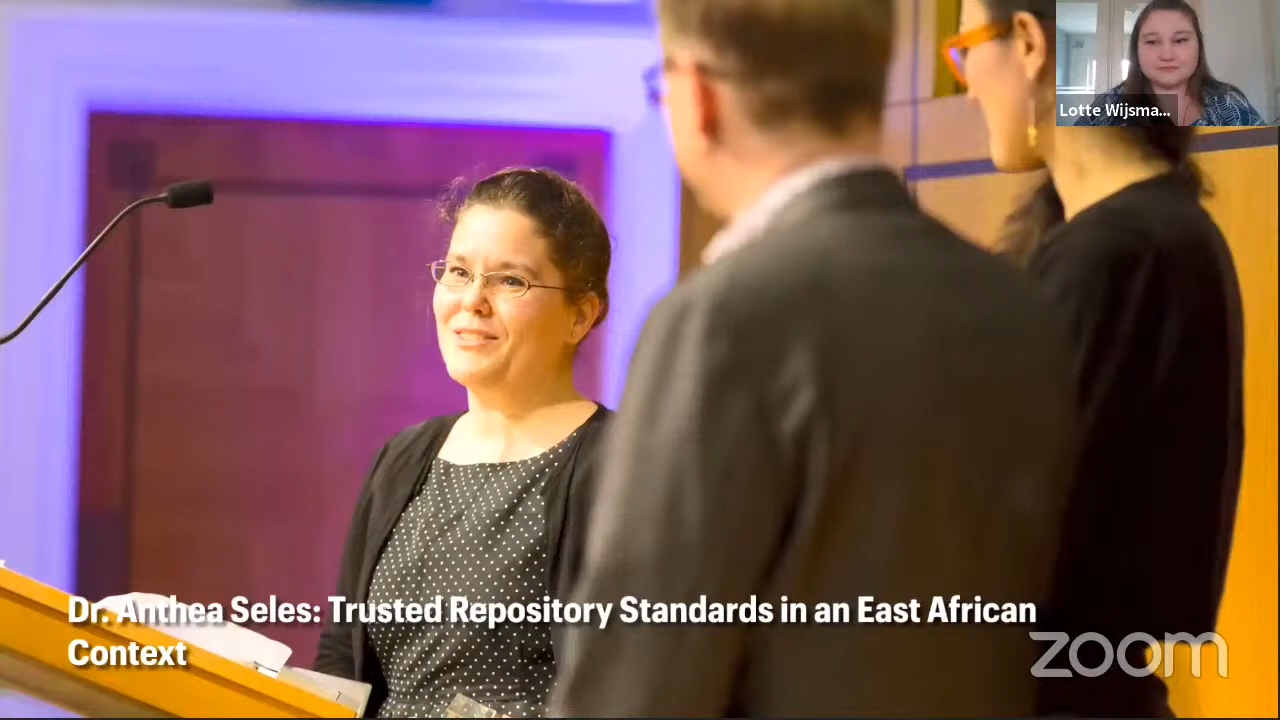 Lotte Wijsma...
Dr. Anthea Seles: Trusted Repository Standards in an East African
Context
zoom